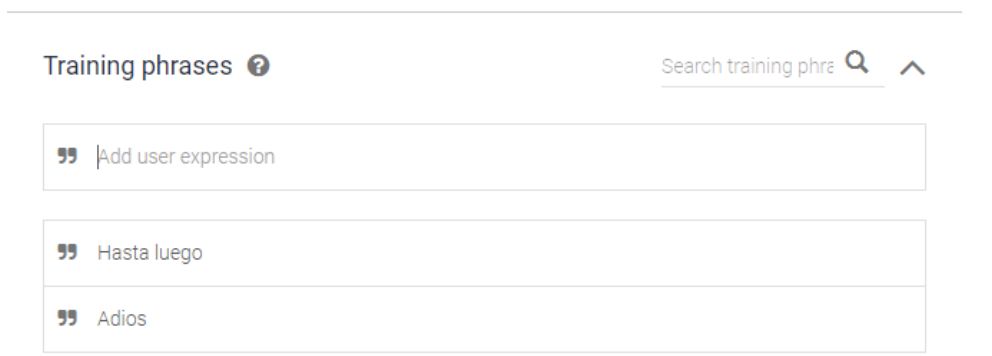 Training phrases ?
Search training phra
Add user expression
Hasta luego
Adios